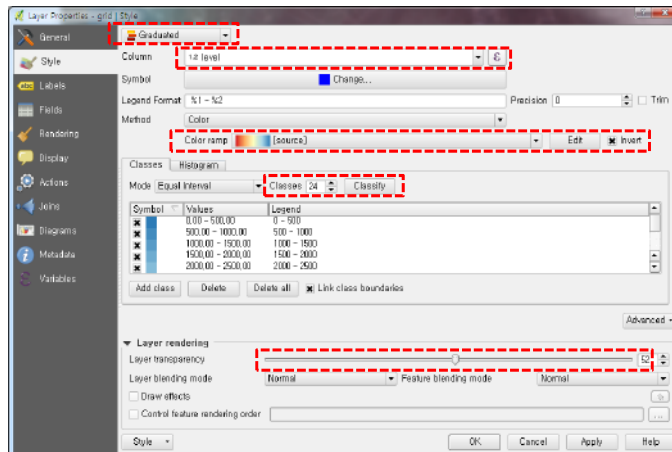 Layer Properties - grid | Style
General
Style
Labels
Fields
Rendering
Display
Actions
Joins
Diagrams
Metadata
Variables
Graduated
Column 1.2 level ε
Symbol Change...
Legend Format %1 - %2 Precision 0 Trim
Method Color
Color ramp [source] Edit Invert
Classes Histogram
Mode Equal Interval Classes 24 Classify
Symbol Values Legend
0.00 - 500.00 0 - 500
500.00 - 1000.00 500 - 1000
1000.00 - 1500.00 1000 - 1500
1500.00 - 2000.00 1500 - 2000
2000.00 - 2500.00 2000 - 2500
Add class Delete Delete all Link class boundaries
Advanced
Layer rendering
Layer transparency 52
Layer blending mode Normal Feature blending mode Normal
Draw effects
Control feature rendering order ...
Style OK Cancel Apply Help